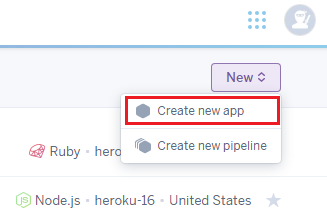 New
Create new app
Create new pipeline
Ruby • hero
Node.js • heroku-16 • United States